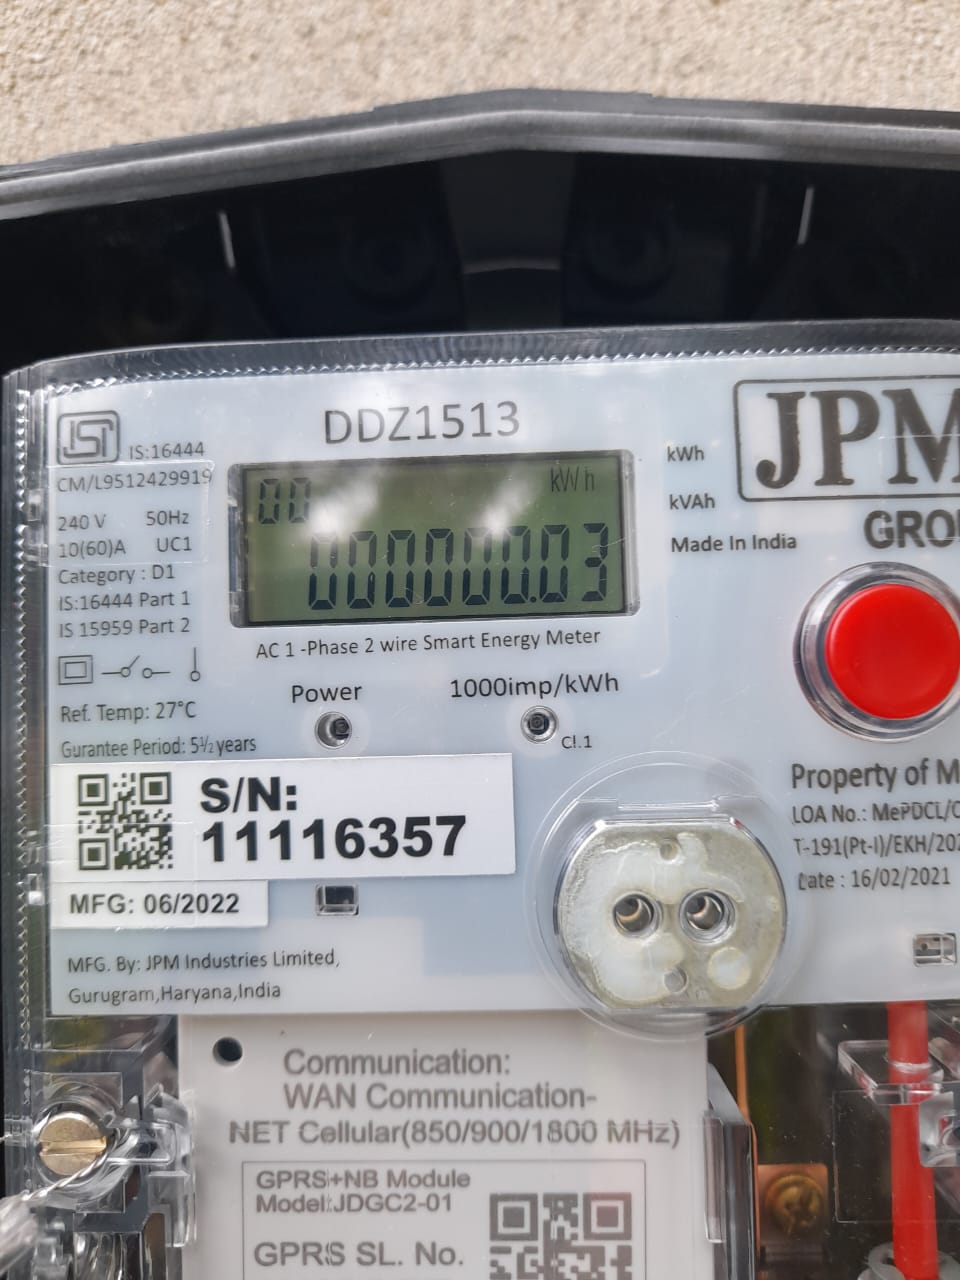 DDZ1513
JPM
IS:16444
CM/L9512429919
240 V 50Hz
10(60)A UC1
Category : D1
IS:16444 Part 1
IS 15959 Part 2
Ref. Temp: 27°C
Gurantee Period: 5½ years
00 kWh
000000.03
kWh
kVAh
Made In India
AC 1 -Phase 2 wire Smart Energy Meter
Power 1000imp/kWh
Cl.1
S/N:
11116357
MFG: 06/2022
Property of
LOA No.: MePDCL/
T-191(Pt-I)/EKH/
Date : 16/02/2021
MFG. By: JPM Industries Limited,
Gurugram,Haryana,India
Communication:
WAN Communication-
NET Cellular(850/900/1800 MHz)
GPRS+NB Module
Model:JDGC2-01
GPRS SL. No.